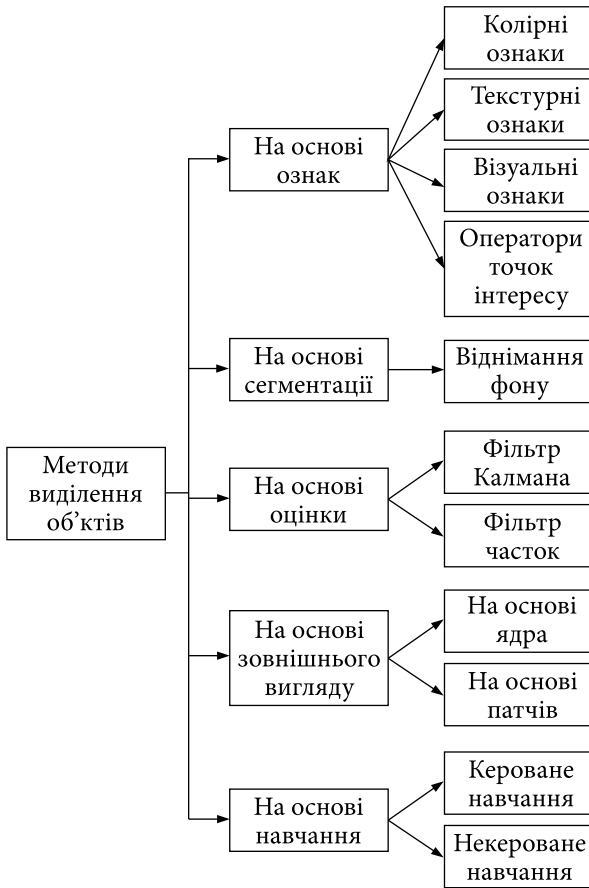 Методи
виділення
об’ктів
На основі
ознак
Колірні
ознаки
Текстурні
ознаки
Візуальні
ознаки
Оператори
точок
інтересу
На основі
сегментації
Віднімання
фону
На основі
оцінки
Фільтр
Калмана
Фільтр
часток
На основі
зовнішнього
вигляду
На основі
ядра
На основі
патчів
На основі
навчання
Кероване
навчання
Некероване
навчання